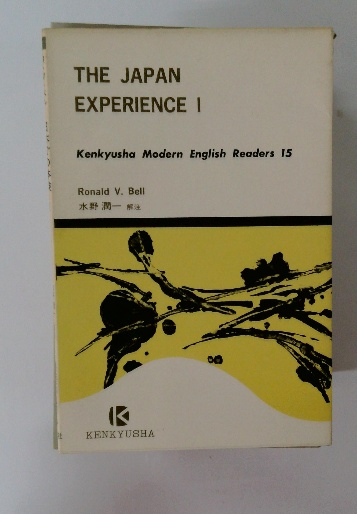 THE JAPAN
EXPERIENCE I
Kenkyusha Modern English Readers 15
Ronald V. Bell
水野潤一 解注
K
KENKYUSHA